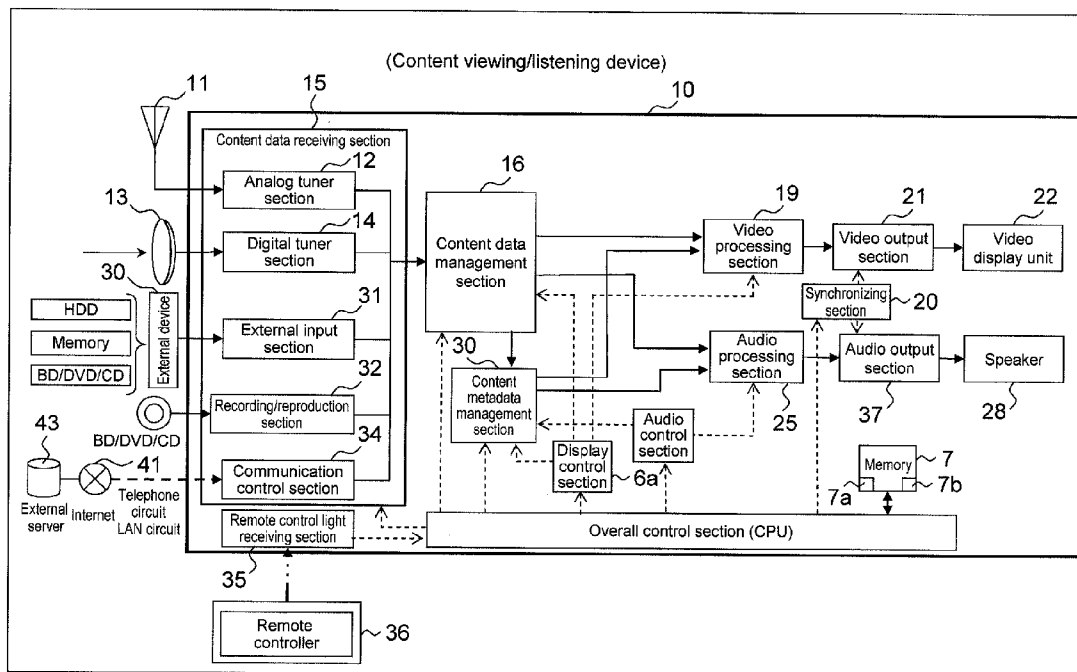 (Content viewing/listening device)
11
15
10
Content data receiving section
12
Analog tuner
section
13
14
Digital tuner
section
30
HDD
Memory
BD/DVD/CD
External device
31
External input
section
32
Recording/reproduction
section
BD/DVD/CD
34
Communication
control section
43
External
server
41
Internet
Telephone
circuit
LAN circuit
Remote control light
receiving section
35
Remote
controller
36
16
Content data
management
section
30
Content
metadata
management
section
19
Video
processing
section
21
Video output
section
22
Video
display unit
Synchronizing
section
20
Audio
processing
section
25
Audio output
section
37
Speaker
28
Audio
control
section
Display
control
section
6a
Memory
7
7a
7b
Overall control section (CPU)